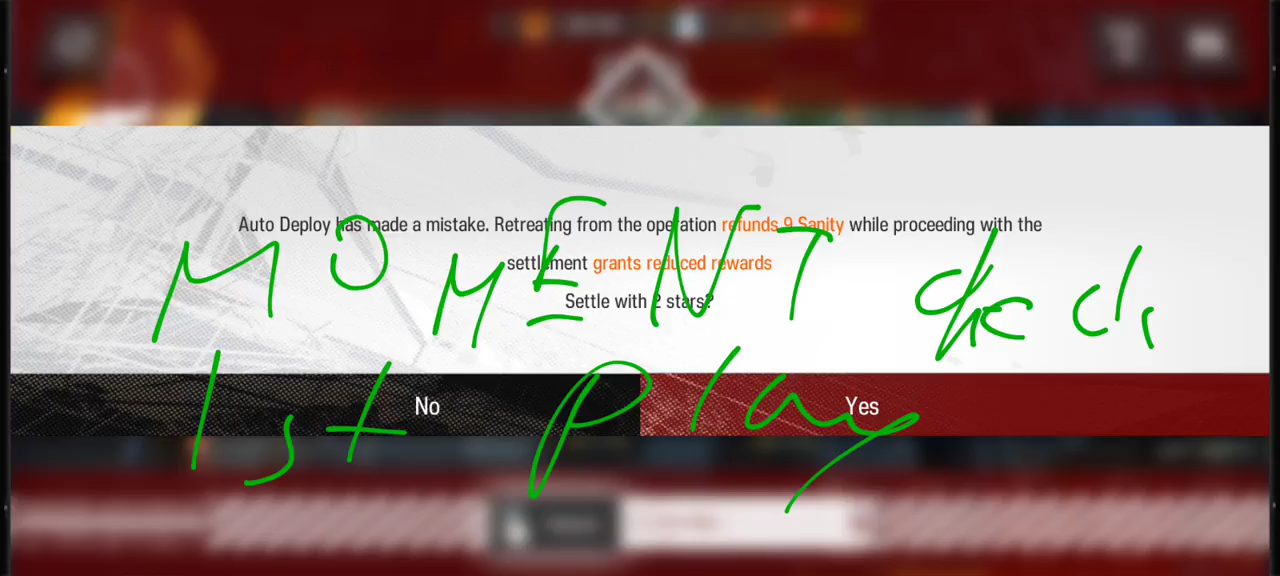 Auto Deploy has made a mistake. Retreating from the operation refunds 9 Sanity while proceeding with the
settlement grants reduced rewards
Settle with 2 stars?
MOMENT
1st play
No
Yes